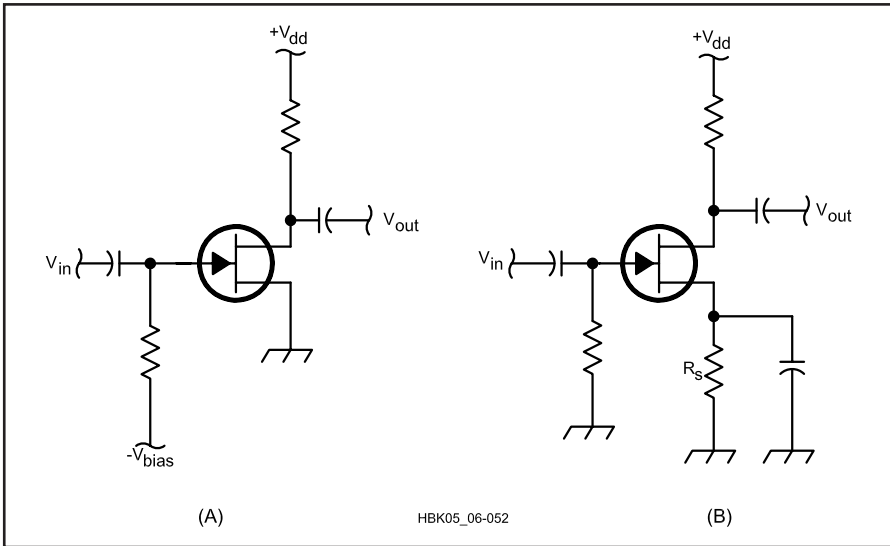 +Vdd
Vin
Vout
-Vbias
(A)
+Vdd
Vin
Vout
Rs
(B)
HBK05_06-052